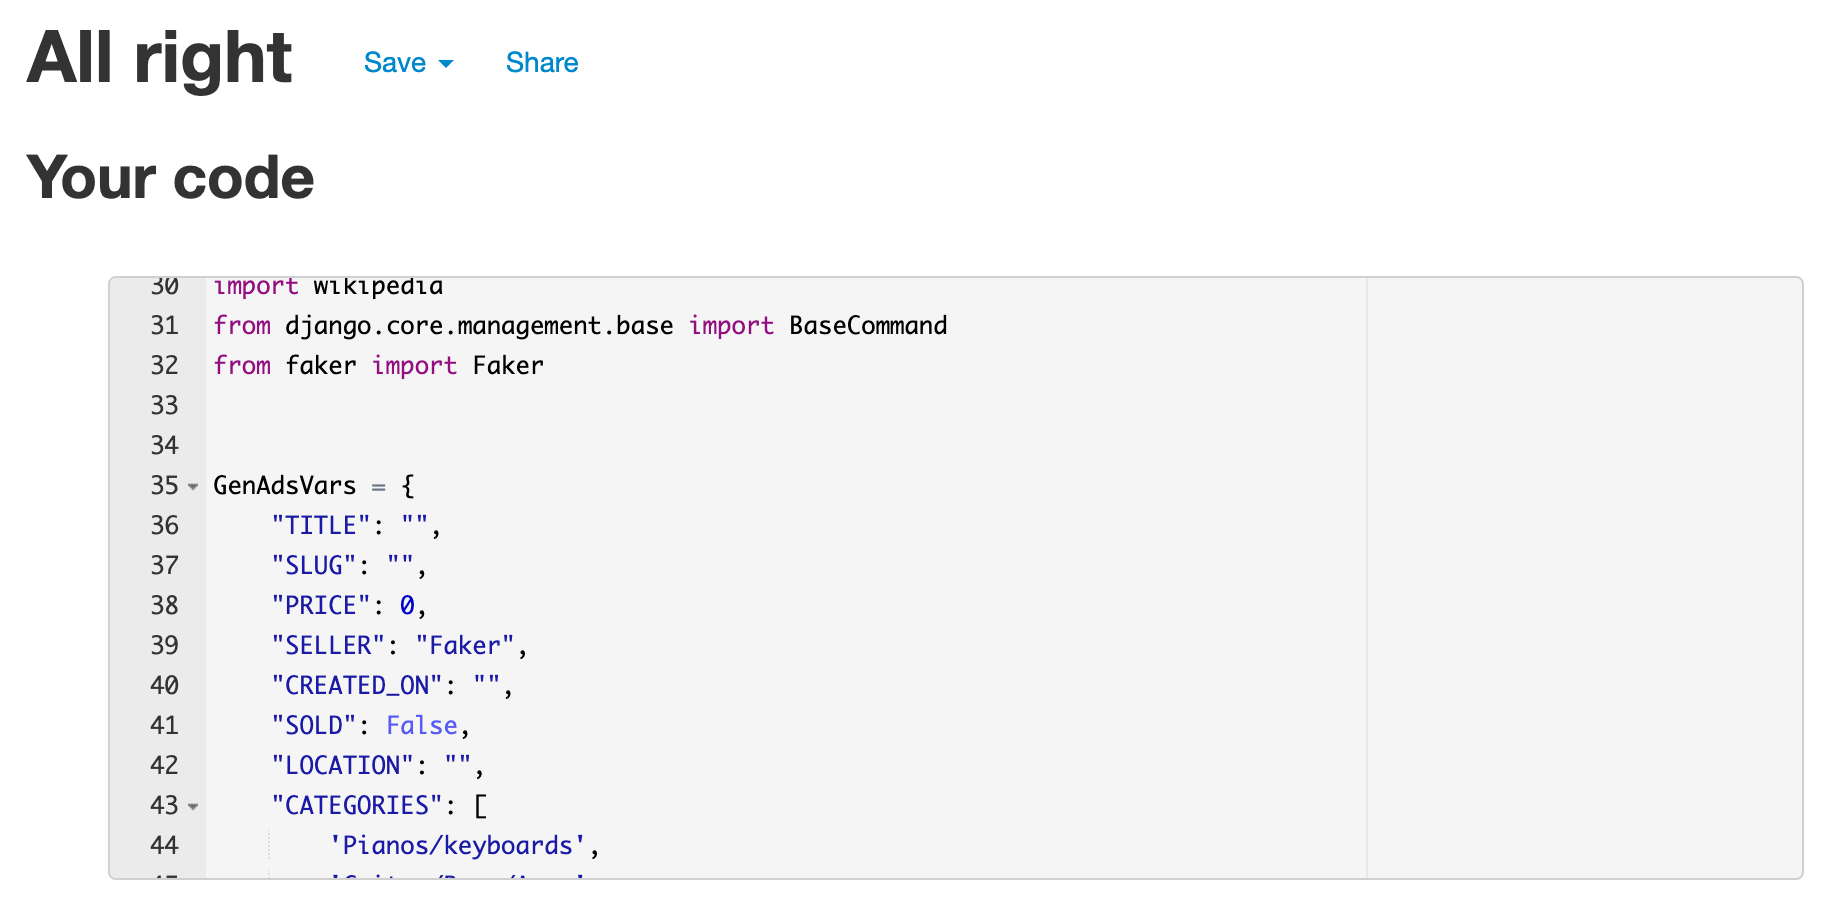 All right Save Share
Your code
30 import wikipedia
31 from django.core.management.base import BaseCommand
32 from faker import Faker
33
34
35 GenAdsVars = {
36 "TITLE": "",
37 "SLUG": "",
38 "PRICE": 0,
39 "SELLER": "Faker",
40 "CREATED_ON": "",
41 "SOLD": False,
42 "LOCATION": "",
43 "CATEGORIES": [
44 'Pianos/keyboards',